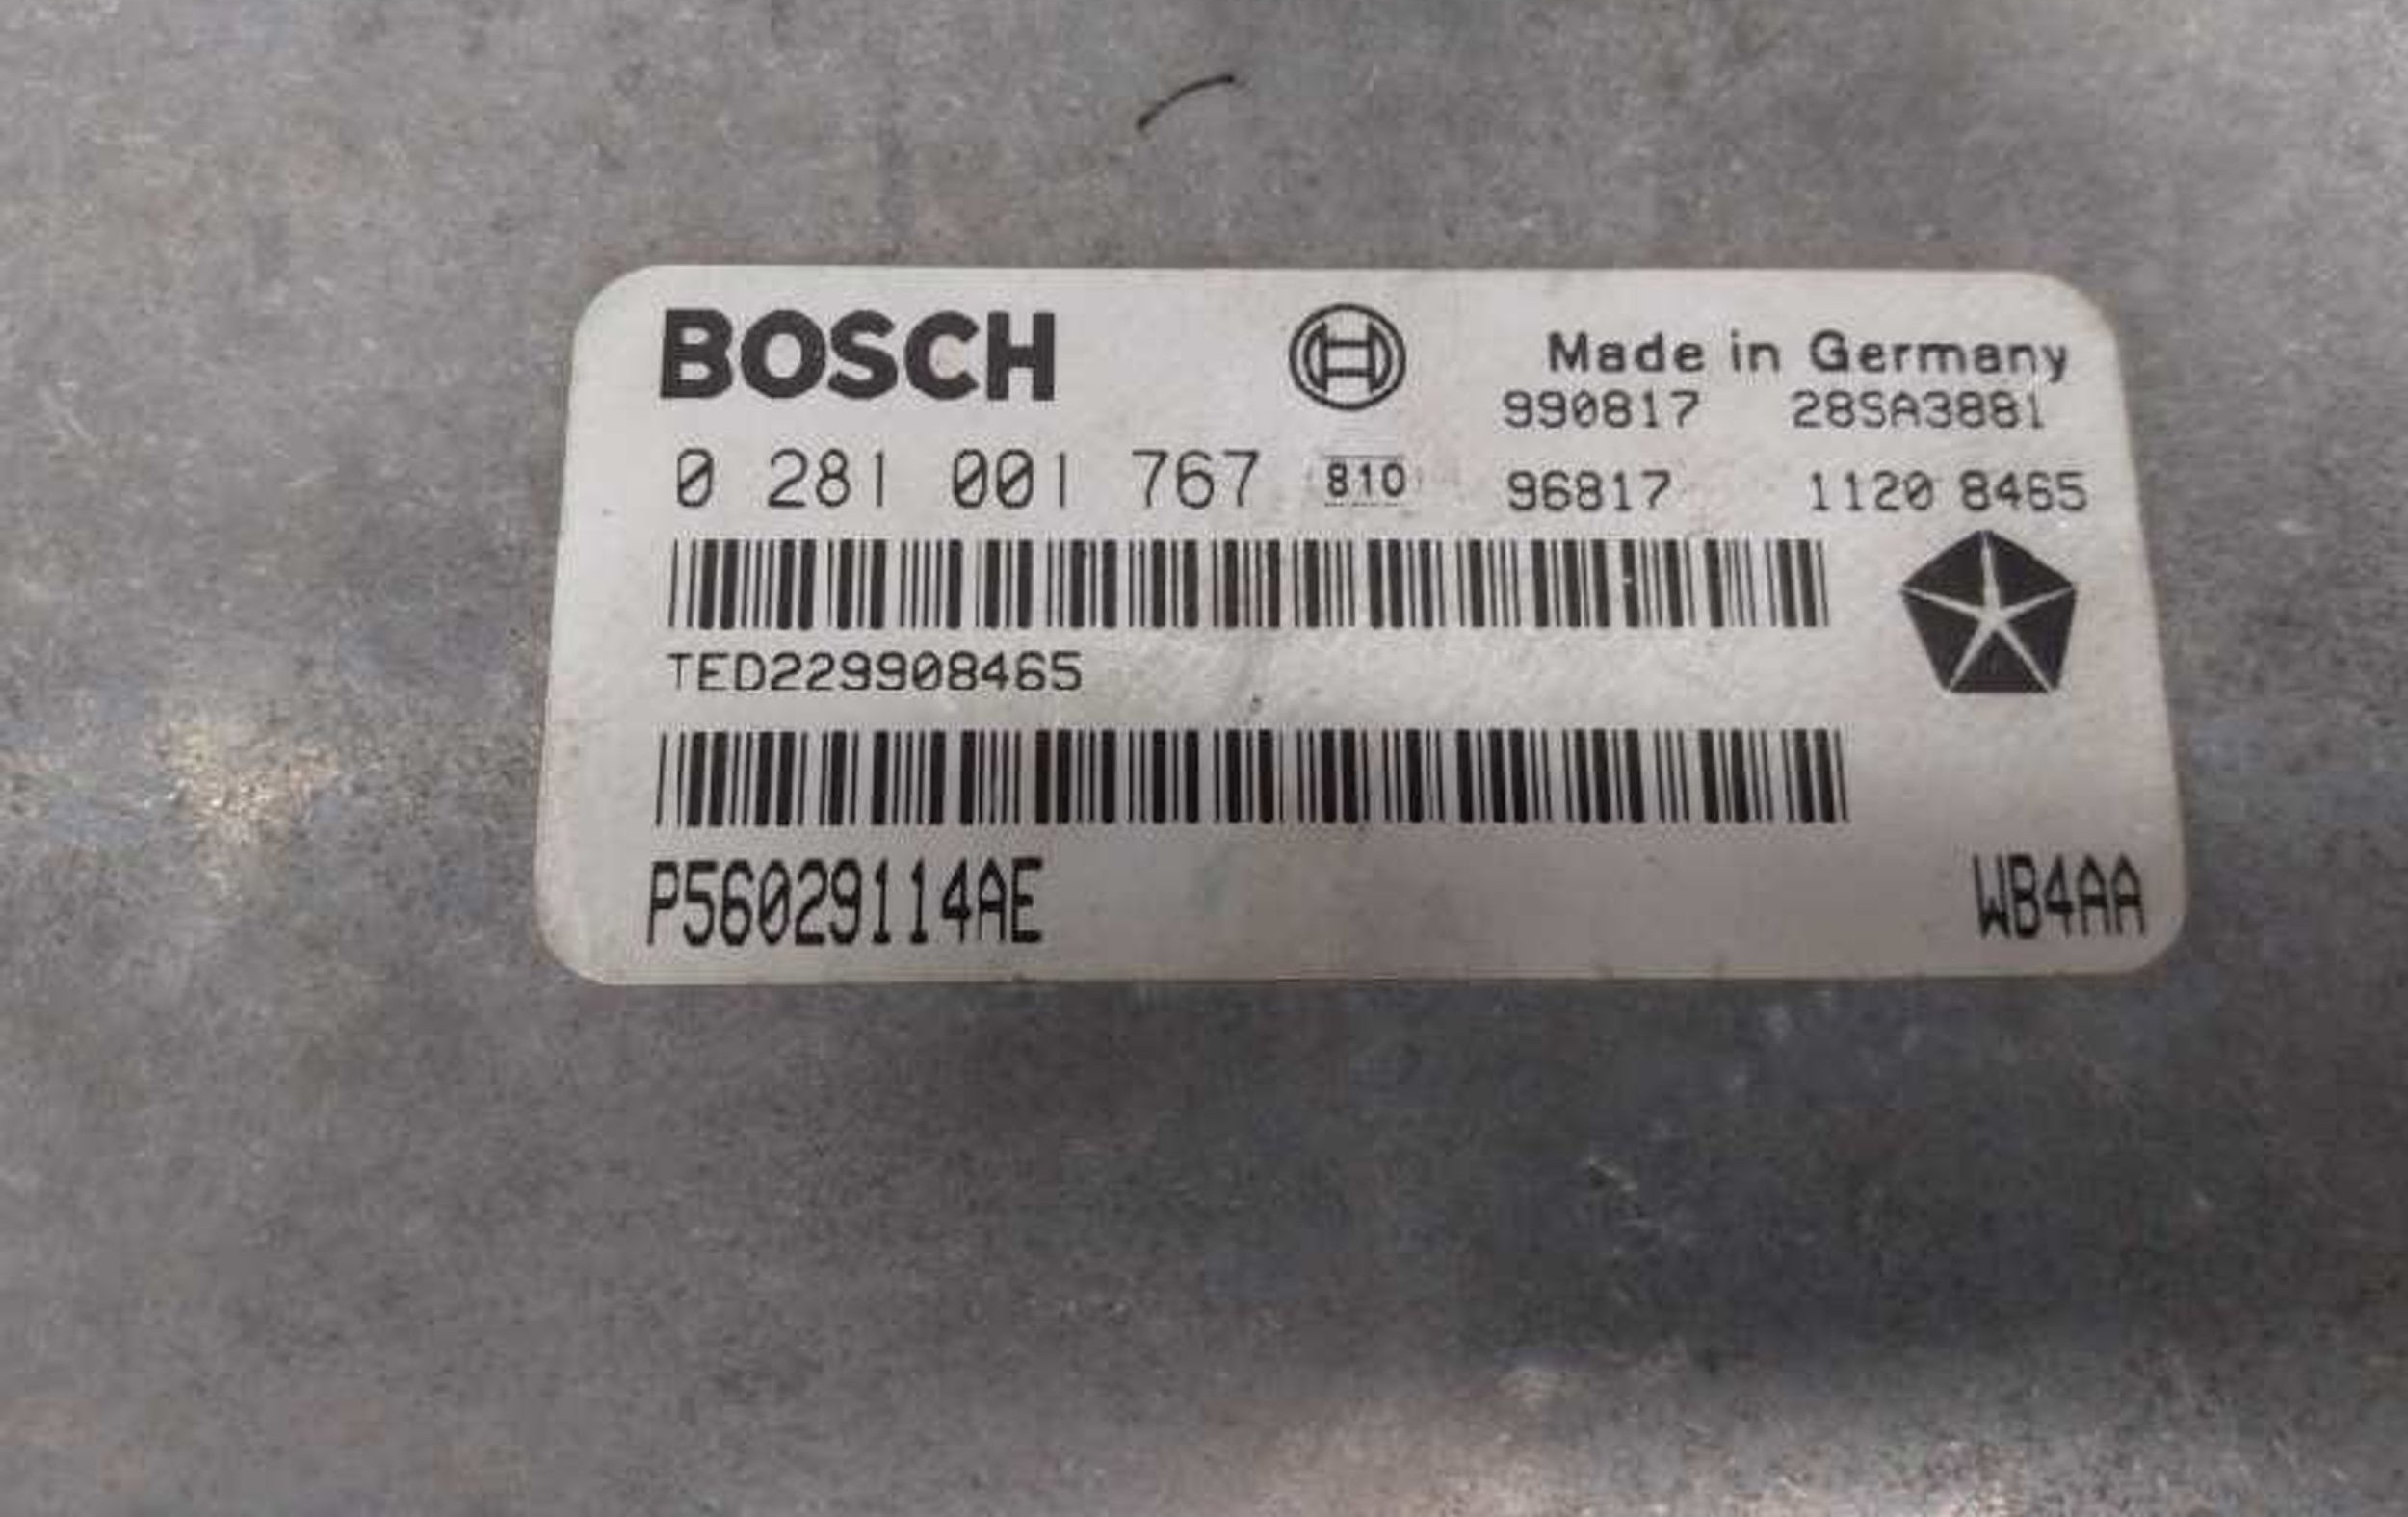 BOSCH
Made in Germany
990817 28SA3881
0 281 001 767 810 96817 1120 8465
TED229908465
P56029114AE WB4AA